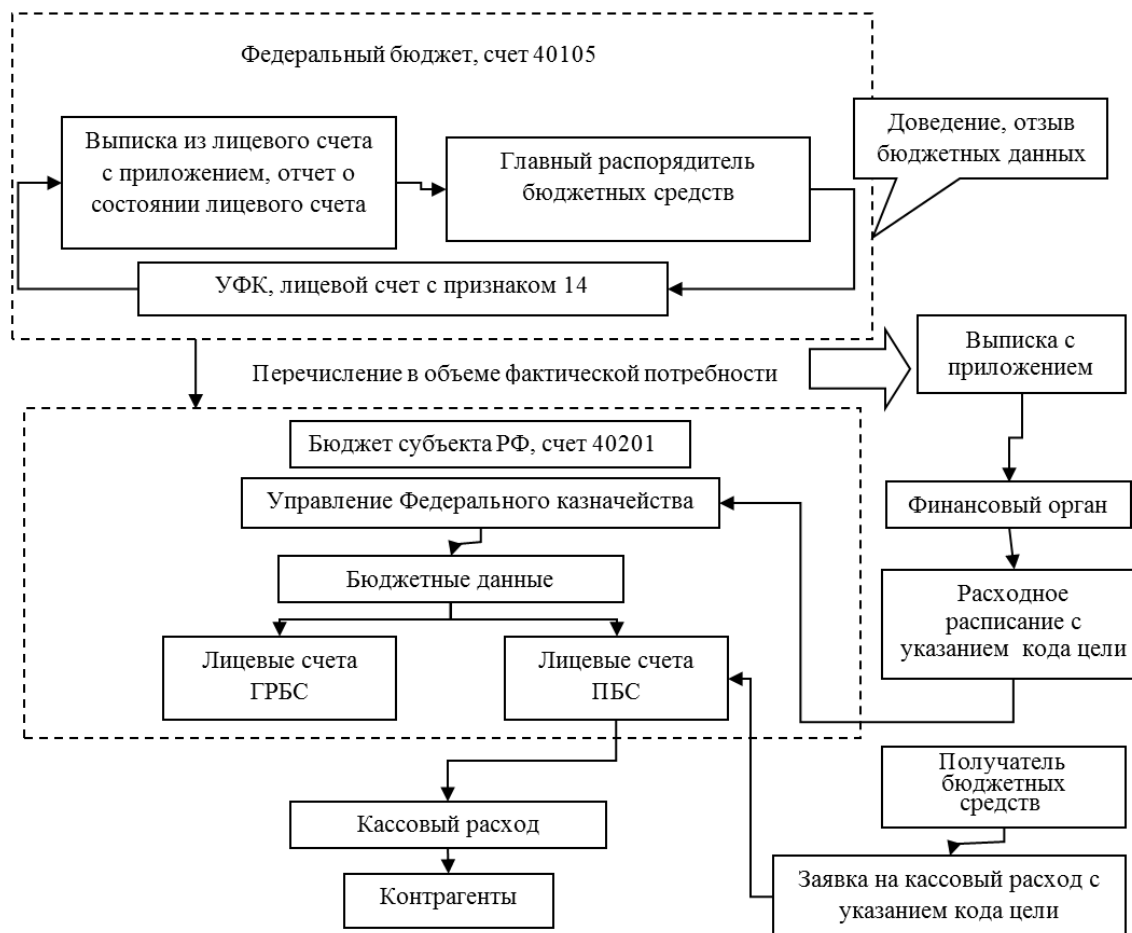 Федеральный бюджет, счет 40105
Выписка из лицевого счета
с приложением, отчет о
состоянии лицевого счета
Главный распорядитель
бюджетных средств
Доведение, отзыв
бюджетных данных
УФК, лицевой счет с признаком 14
Перечисление в объеме фактической потребности
Выписка с
приложением
Бюджет субъекта РФ, счет 40201
Управление Федерального казначейства
Финансовый орган
Бюджетные данные
Расходное
расписание с
указанием кода цели
Лицевые счета
ГРБС
Лицевые счета
ПБС
Получатель
бюджетных
средств
Кассовый расход
Заявка на кассовый расход с
указанием кода цели
Контрагенты